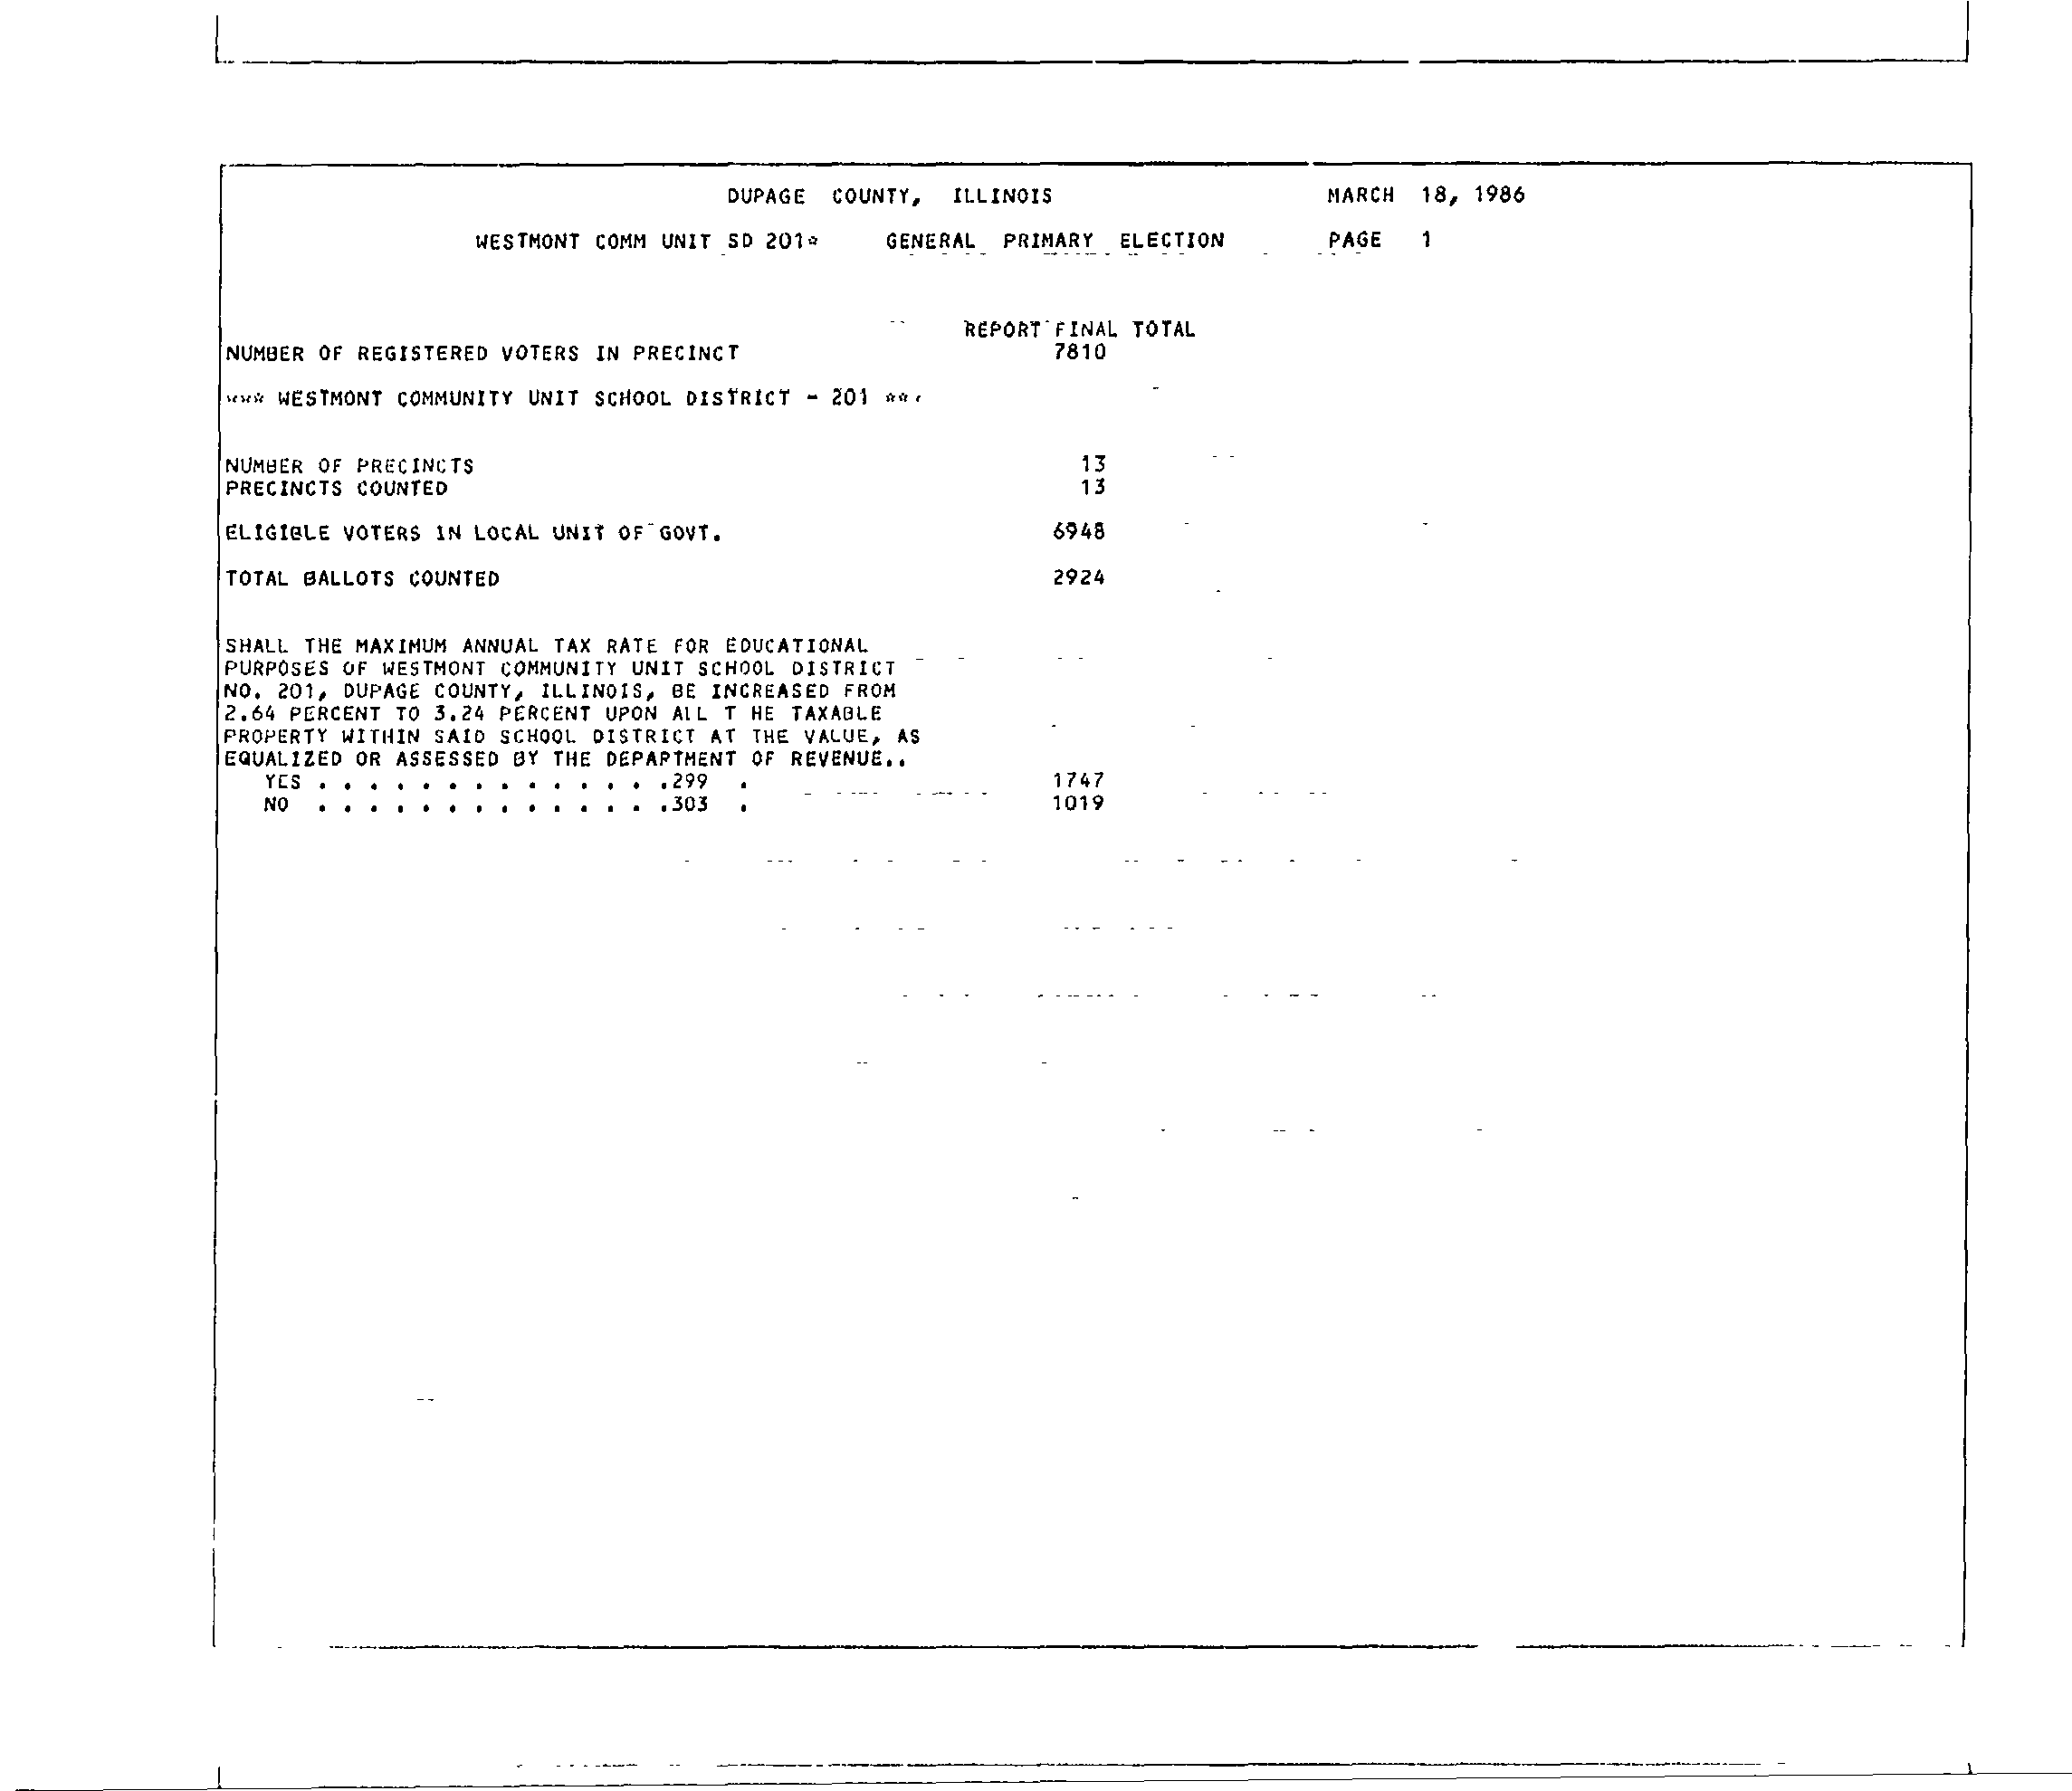 DUPAGE COUNTY, ILLINOIS MARCH 18, 1986
WESTMONT COMM UNIT SD 201* GENERAL PRIMARY ELECTION PAGE 1
REPORT FINAL TOTAL
NUMBER OF REGISTERED VOTERS IN PRECINCT 7810
*** WESTMONT COMMUNITY UNIT SCHOOL DISTRICT - 201 ***
NUMBER OF PRECINCTS 13
PRECINCTS COUNTED 13
ELIGIBLE VOTERS IN LOCAL UNIT OF GOVT. 6948
TOTAL BALLOTS COUNTED 2924
SHALL THE MAXIMUM ANNUAL TAX RATE FOR EDUCATIONAL
PURPOSES OF WESTMONT COMMUNITY UNIT SCHOOL DISTRICT
NO. 201, DUPAGE COUNTY, ILLINOIS, BE INCREASED FROM
2.64 PERCENT TO 3.24 PERCENT UPON ALL T HE TAXABLE
PROPERTY WITHIN SAID SCHOOL DISTRICT AT THE VALUE, AS
EQUALIZED OR ASSESSED BY THE DEPARTMENT OF REVENUE..
YES . . . . . . . . . . . . . .299 . 1747
NO . . . . . . . . . . . . . .303 . 1019